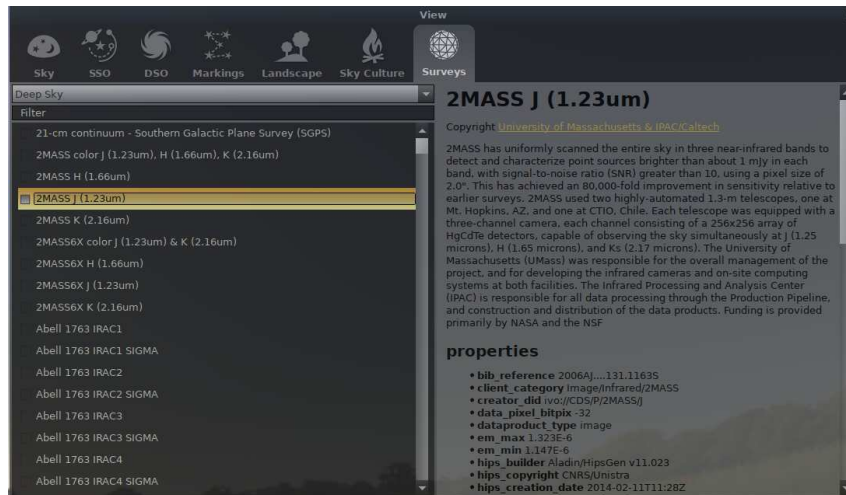 View
Sky SSO DSO Markings Landscape Sky Culture Surveys
Deep Sky
Filter
21-cm continuum - Southern Galactic Plane Survey (SGPS)
2MASS color J (1.23um), H (1.66um), K (2.16um)
2MASS H (1.66um)
2MASS J (1.23um)
2MASS K (2.16um)
2MASS6X color J (1.23um) & K (2.16um)
2MASS6X H (1.66um)
2MASS6X J (1.23um)
2MASS6X K (2.16um)
Abell 1763 IRAC1
Abell 1763 IRAC1 SIGMA
Abell 1763 IRAC2
Abell 1763 IRAC2 SIGMA
Abell 1763 IRAC3
Abell 1763 IRAC3 SIGMA
Abell 1763 IRAC4
Abell 1763 IRAC4 SIGMA
2MASS J (1.23um)
Copyright University of Massachusetts & IPAC/Caltech
2MASS has uniformly scanned the entire sky in three near-infrared bands to
detect and characterize point sources brighter than about 1 mJy in each
band, with signal-to-noise ratio (SNR) greater than 10, using a pixel size of
2.0". This has achieved an 80,000-fold improvement in sensitivity relative to
earlier surveys. 2MASS used two highly-automated 1.3-m telescopes, one at
Mt. Hopkins, AZ, and one at CTIO, Chile. Each telescope was equipped with a
three-channel camera, each channel consisting of a 256x256 array of
HgCdTe detectors, capable of observing the sky simultaneously at J (1.25
microns), H (1.65 microns), and Ks (2.17 microns). The University of
Massachusetts (UMass) was responsible for the overall management of the
project, and for developing the infrared cameras and on-site computing
systems at both facilities. The Infrared Processing and Analysis Center
(IPAC) is responsible for all data processing through the Production Pipeline,
and construction and distribution of the data products. Funding is provided
primarily by NASA and the NSF
properties
• bib_reference 2006AJ....131.1163S
• client_category Image/Infrared/2MASS
• creator_did ivo://CDS/P/2MASS/J
• data_pixel_bitpix -32
• dataproduct_type image
• em_max 1.323E-6
• em_min 1.147E-6
• hips_builder Aladin/HipsGen v11.023
• hips_copyright CNRS/Unistra
• hips_creation_date 2014-02-11T11:28Z